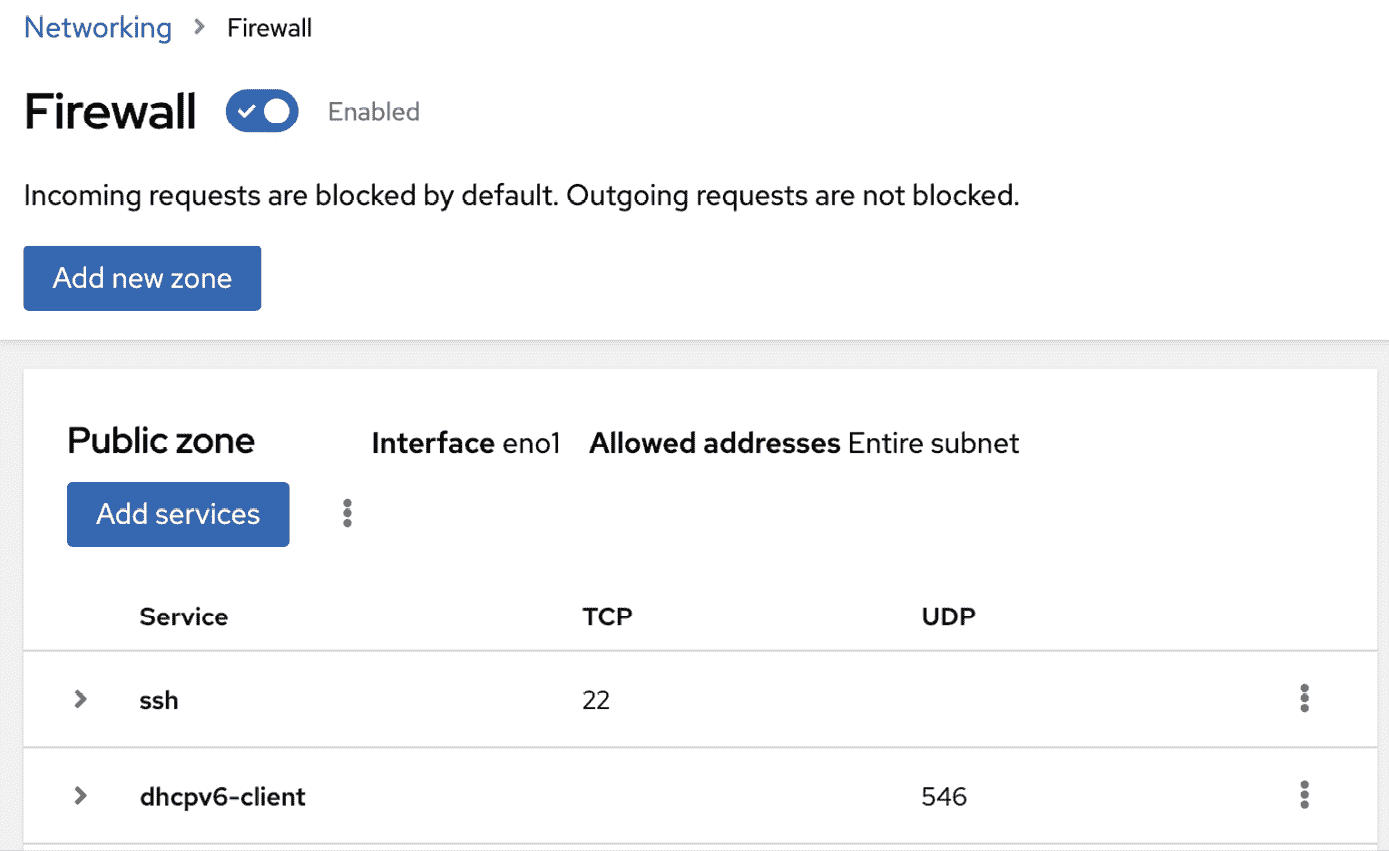 Networking > Firewall
Firewall Enabled
Incoming requests are blocked by default. Outgoing requests are not blocked.
Add new zone
Public zone Interface eno1 Allowed addresses Entire subnet
Add services
Service TCP UDP
ssh 22
dhcpv6-client 546